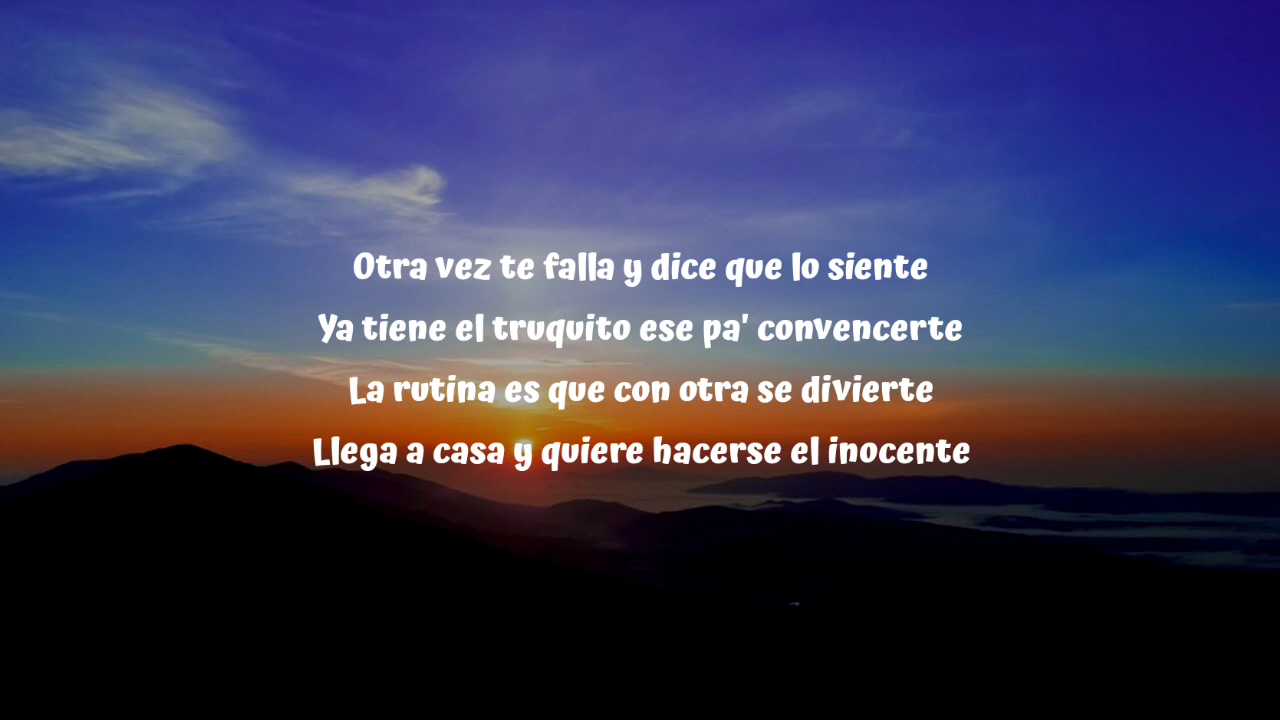 Otra vez te falla y dice que lo siente
Ya tiene el truquito ese pa' convencerte
La rutina es que con otra se divierte
Llega a casa y quiere hacerse el inocente